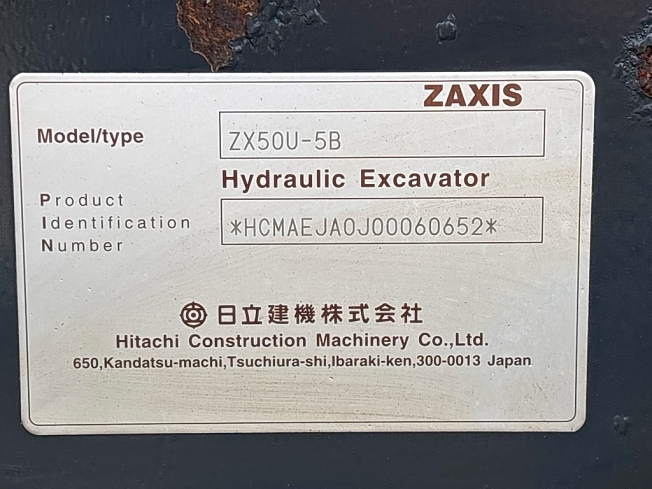 ZAXIS
Model/type
ZX50U-5B
Hydraulic Excavator
Product
Identification
Number
*HCMAEJA0J00060652*
日立建機株式会社
Hitachi Construction Machinery Co.,Ltd.
650,Kandatsu-machi,Tsuchiura-shi,Ibaraki-ken,300-0013 Japan